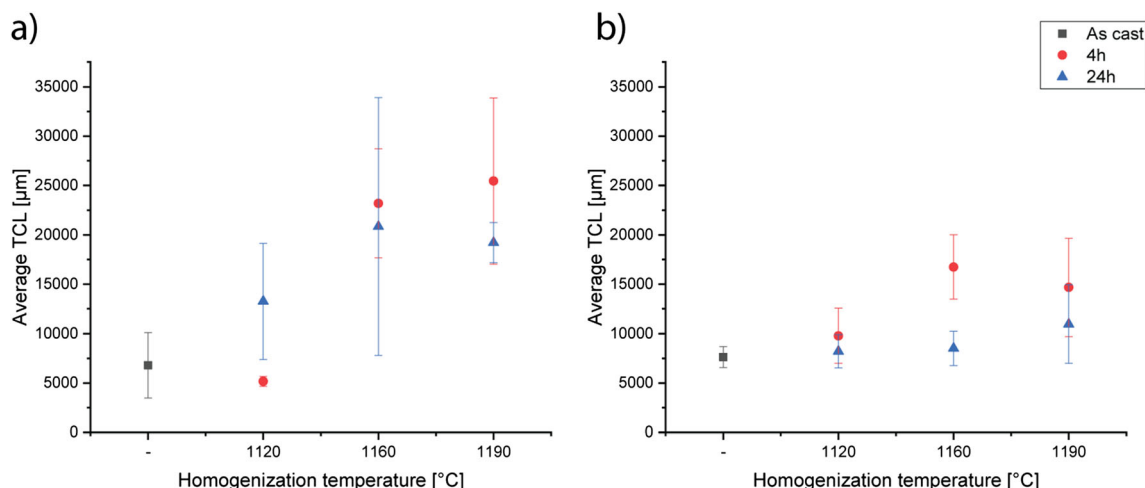 a)
35000
30000
25000
20000
15000
10000
5000
0
Average TCL [µm]
-
1120
1160
1190
Homogenization temperature [°C]
b)
As cast
4h
24h
35000
30000
25000
20000
15000
10000
5000
0
Average TCL [µm]
-
1120
1160
1190
Homogenization temperature [°C]